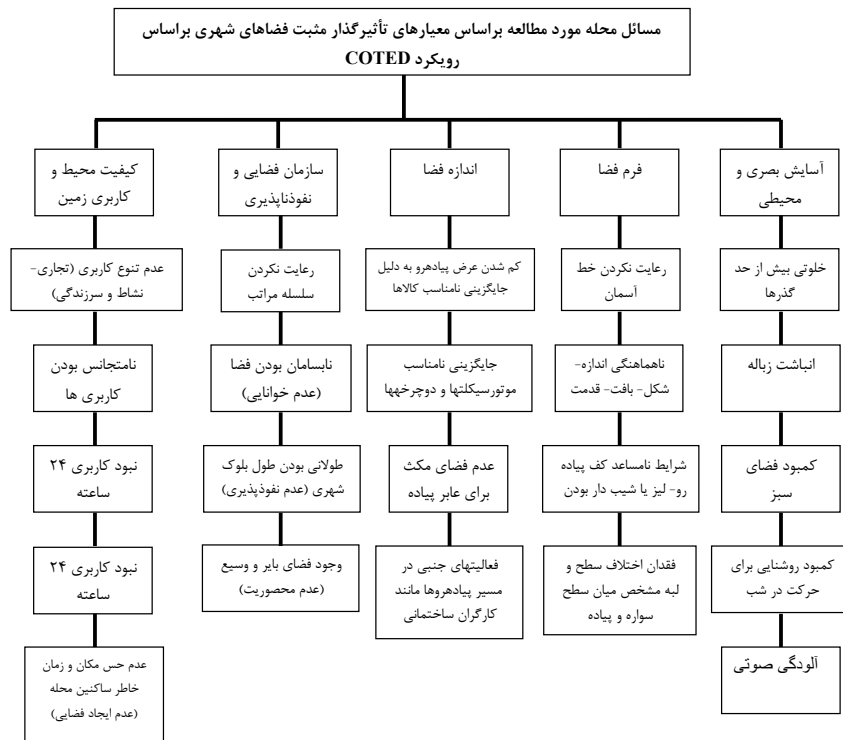 مسائل محله مورد مطالعه براساس معیارهای تأثیرگذار مثبت فضاهای شهری براساس
رویکرد COTED
آسایش بصری و
محیطی
خلوتی بیش از حد
گذرها
انباشت زباله
کمبود فضای
سبز
کمبود روشنایی برای
حرکت در شب
آلودگی صوتی
فرم فضا
رعایت نکردن خط
آسمان
ناهماهنگی اندازه-
شکل- بافت- قدمت
شرایط نامساعد کف پیاده
رو- لیز یا شیب دار بودن
فقدان اختلاف سطح و
لبه مشخص میان سطح
سواره و پیاده
اندازه فضا
کم شدن عرض پیادهرو به دلیل
جایگزینی نامناسب کالاها
جایگزینی نامناسب
موتورسیکلتها و دوچرخهها
عدم فضای مکث
برای عابر پیاده
فعالیتهای جنبی در
مسیر پیادهروها مانند
کارگران ساختمانی
سازمان فضایی و
نفوذناپذیری
رعایت نکردن
سلسله مراتب
نابسامان بودن فضا
(عدم خوانایی)
طولانی بودن طول بلوک
شهری (عدم نفوذپذیری)
وجود فضای بایر و وسیع
(عدم محصوریت)
کیفیت محیط و
کاربری زمین
عدم تنوع کاربری (تجاری-
نشاط و سرزندگی)
نامتجانس بودن
کاربری ها
نبود کاربری ۲۴
ساعته
نبود کاربری ۲۴
ساعته
عدم حس مکان و زمان
خاطر ساکنین محله
(عدم ایجاد فضایی)